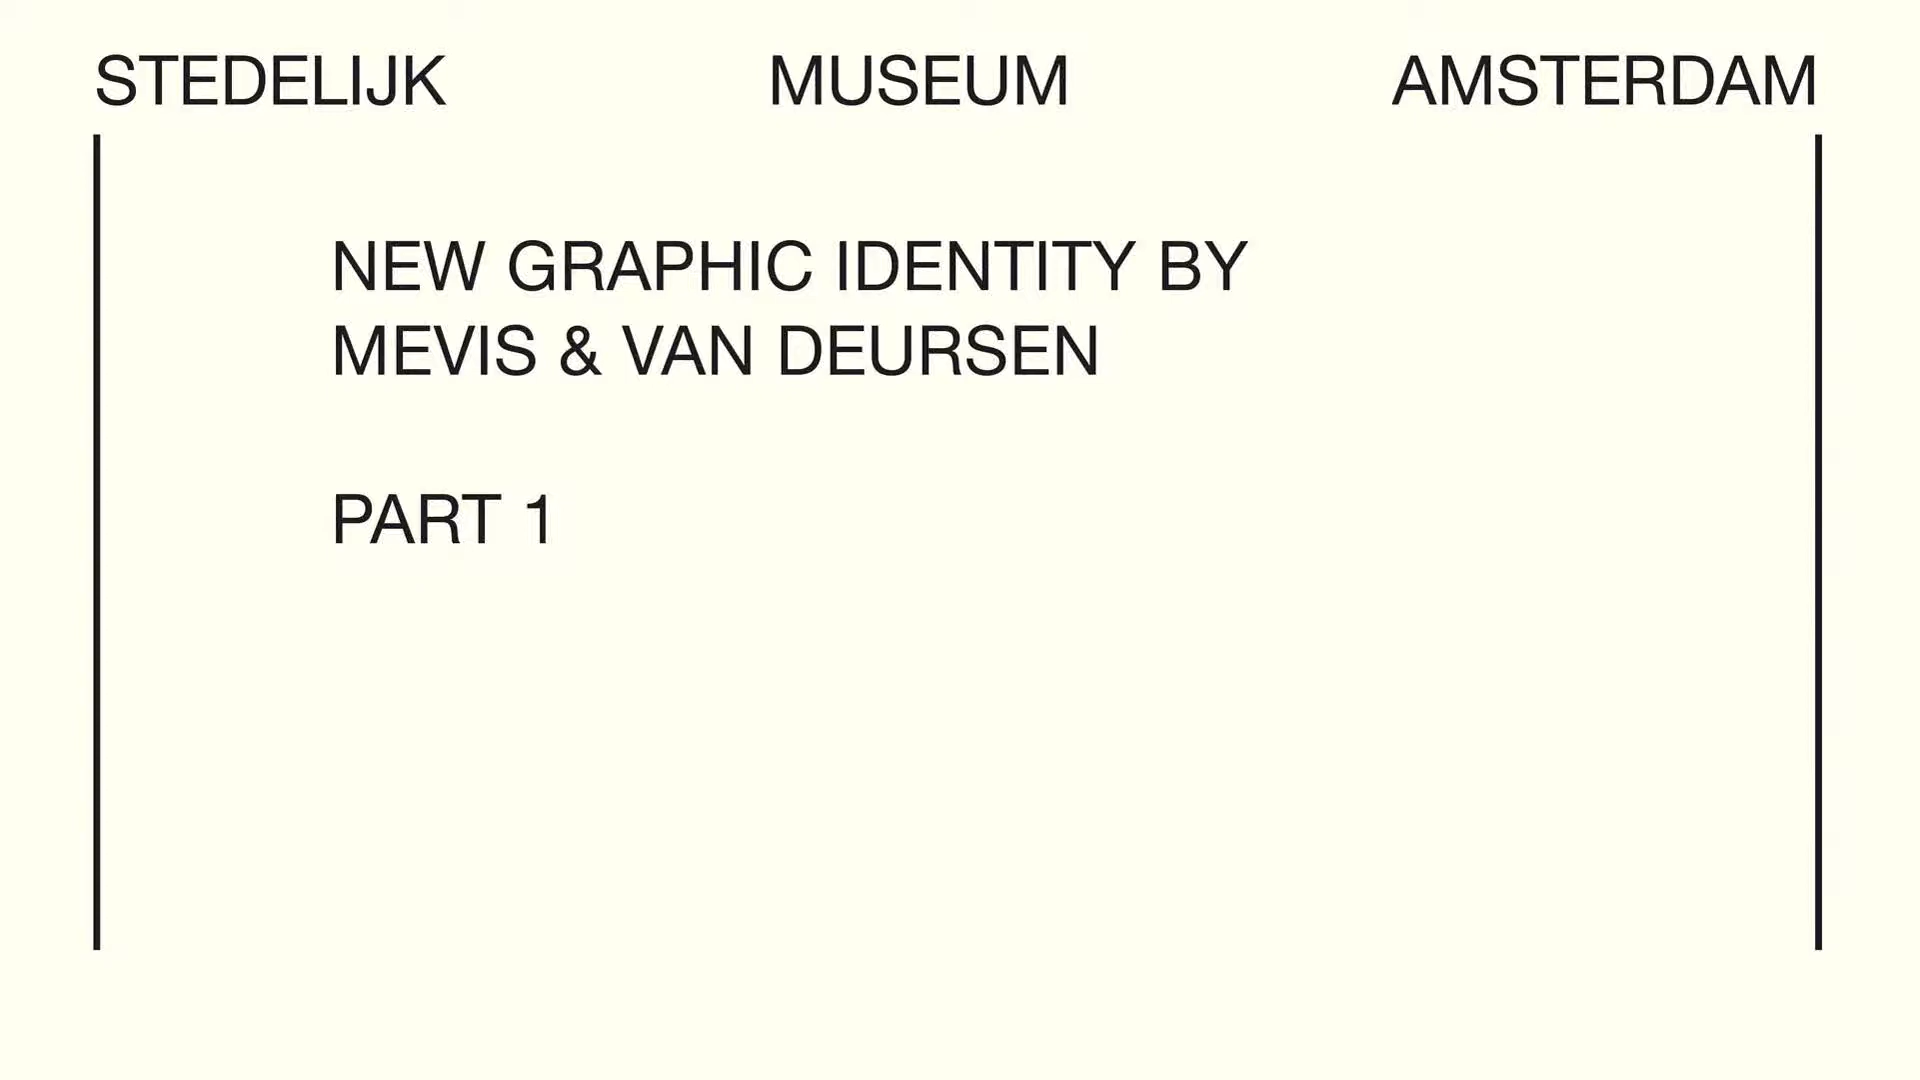 STEDELIJK MUSEUM AMSTERDAM
NEW GRAPHIC IDENTITY BY
MEVIS & VAN DEURSEN
PART 1